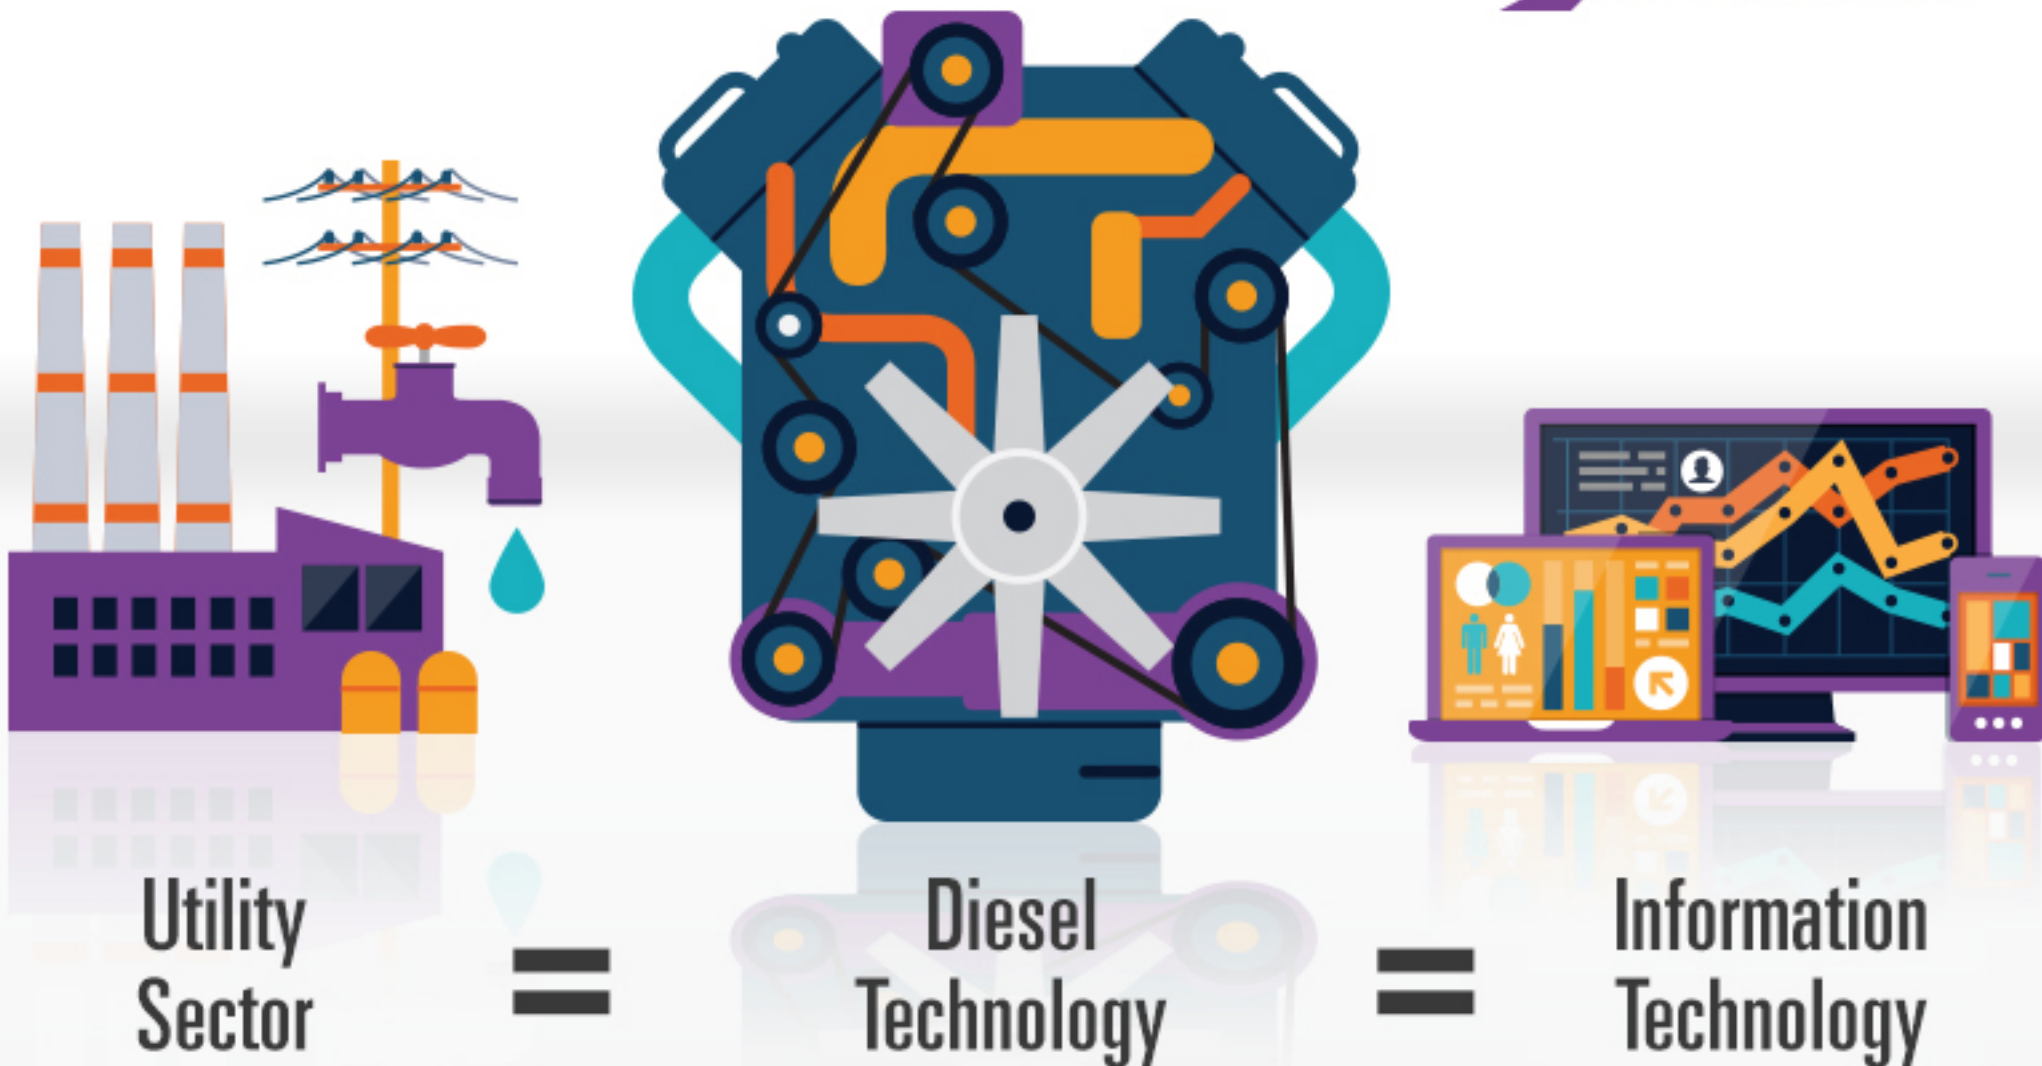 Utility
Sector
=
Diesel
Technology
=
Information
Technology